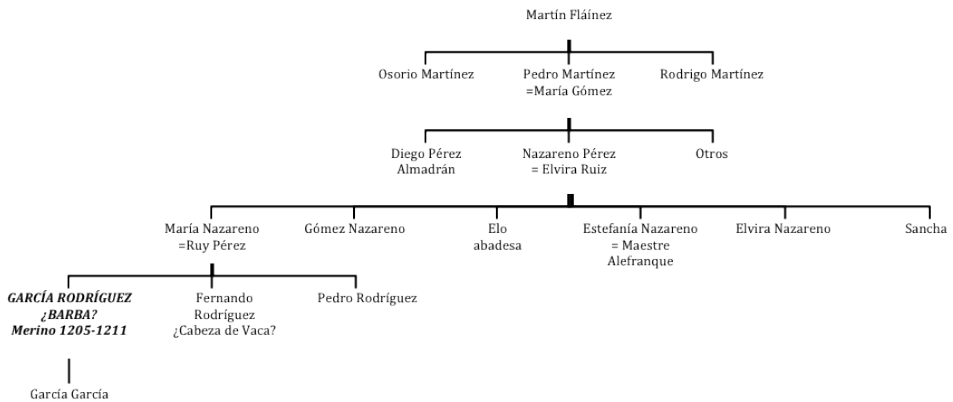 Martín Fláinez
Osorio Martínez
Pedro Martínez
=María Gómez
Rodrigo Martínez
Diego Pérez
Almadrán
Nazareno Pérez
= Elvira Ruiz
Otros
María Nazareno
=Ruy Pérez
Gómez Nazareno
Elo
abadesa
Estefanía Nazareno
= Maestre
Alefranque
Elvira Nazareno
Sancha
GARCÍA RODRÍGUEZ
¿BARBA?
Merino 1205-1211
Fernando
Rodríguez
¿Cabeza de Vaca?
Pedro Rodríguez
García García